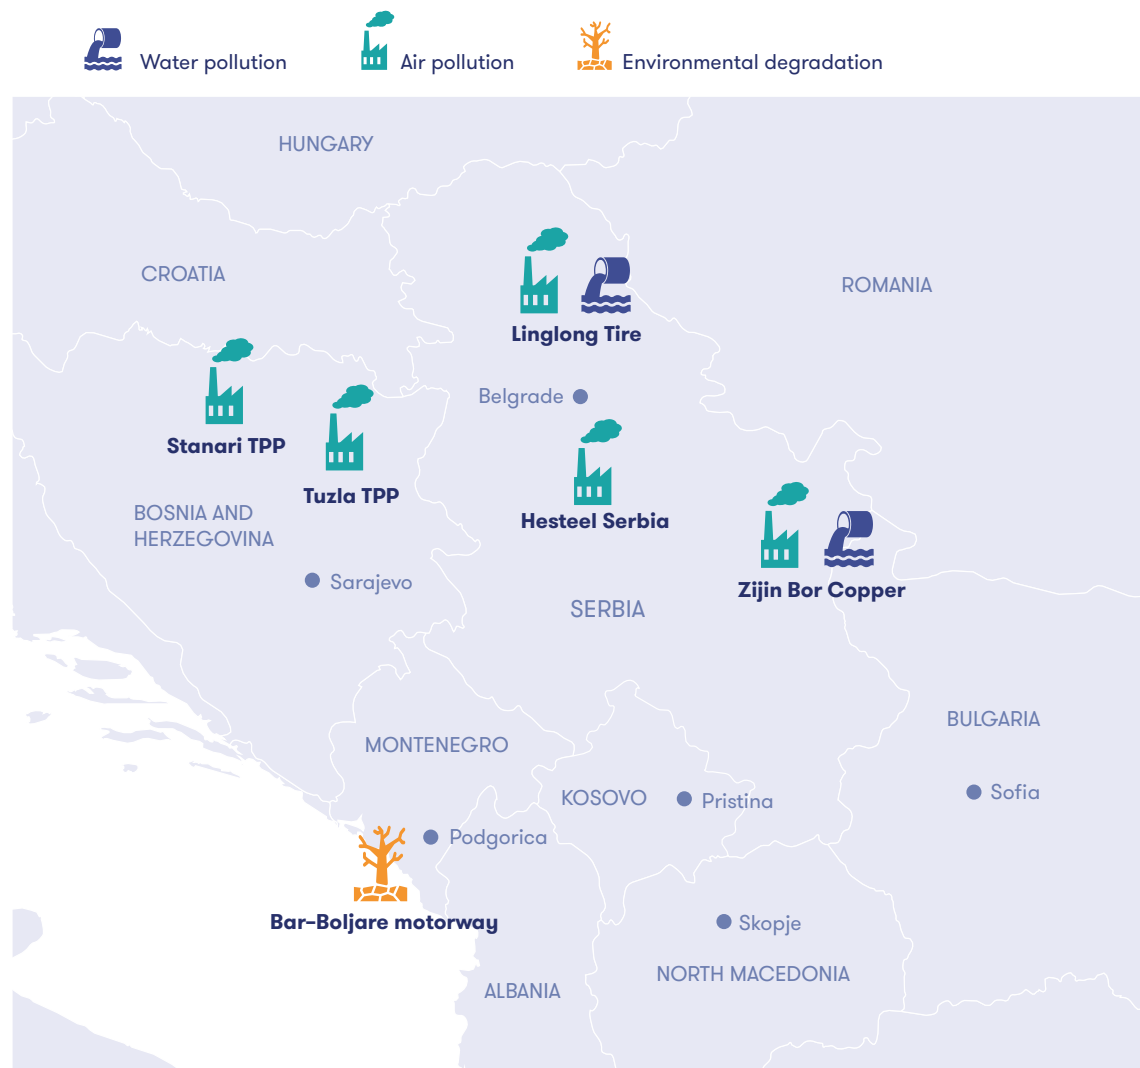 Water pollution
Air pollution
Environmental degradation
HUNGARY
CROATIA
ROMANIA
Linglong Tire
Belgrade
Stanari TPP
Tuzla TPP
Hesteel Serbia
BOSNIA AND
HERZEGOVINA
Zijin Bor Copper
Sarajevo
SERBIA
BULGARIA
MONTENEGRO
KOSOVO
Pristina
Sofia
Podgorica
Bar–Boljare motorway
Skopje
NORTH MACEDONIA
ALBANIA